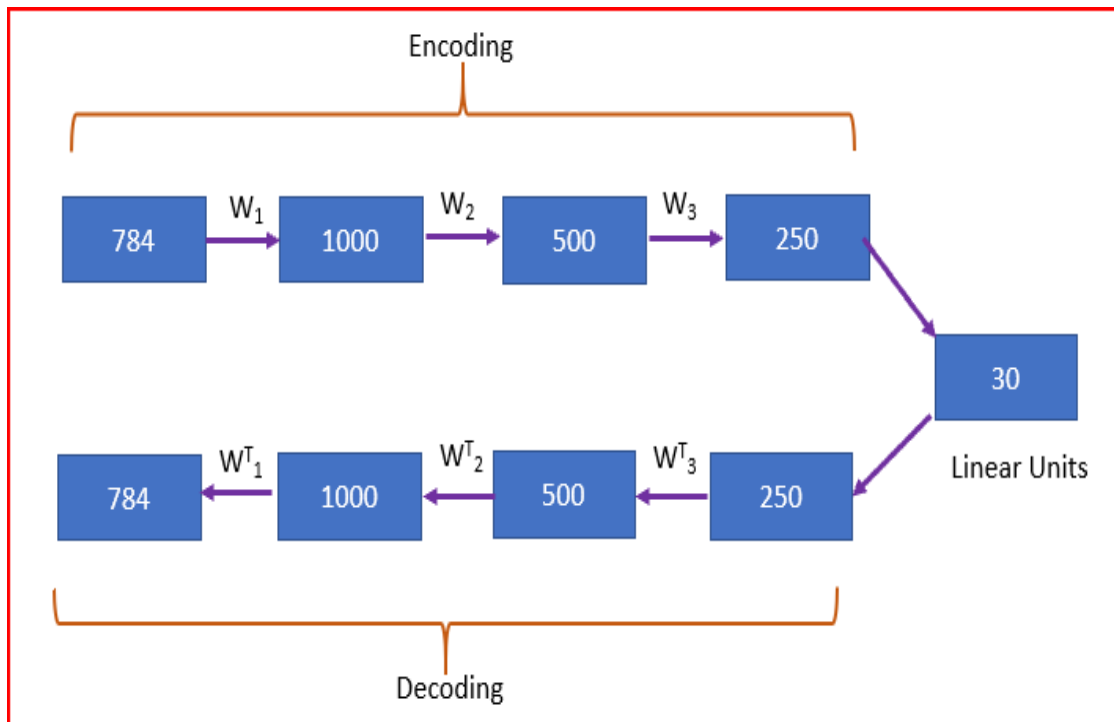 Encoding
W₁ W₂ W₃
784 1000 500 250
30
Linear Units
Wᵀ₁ Wᵀ₂ Wᵀ₃
784 1000 500 250
Decoding